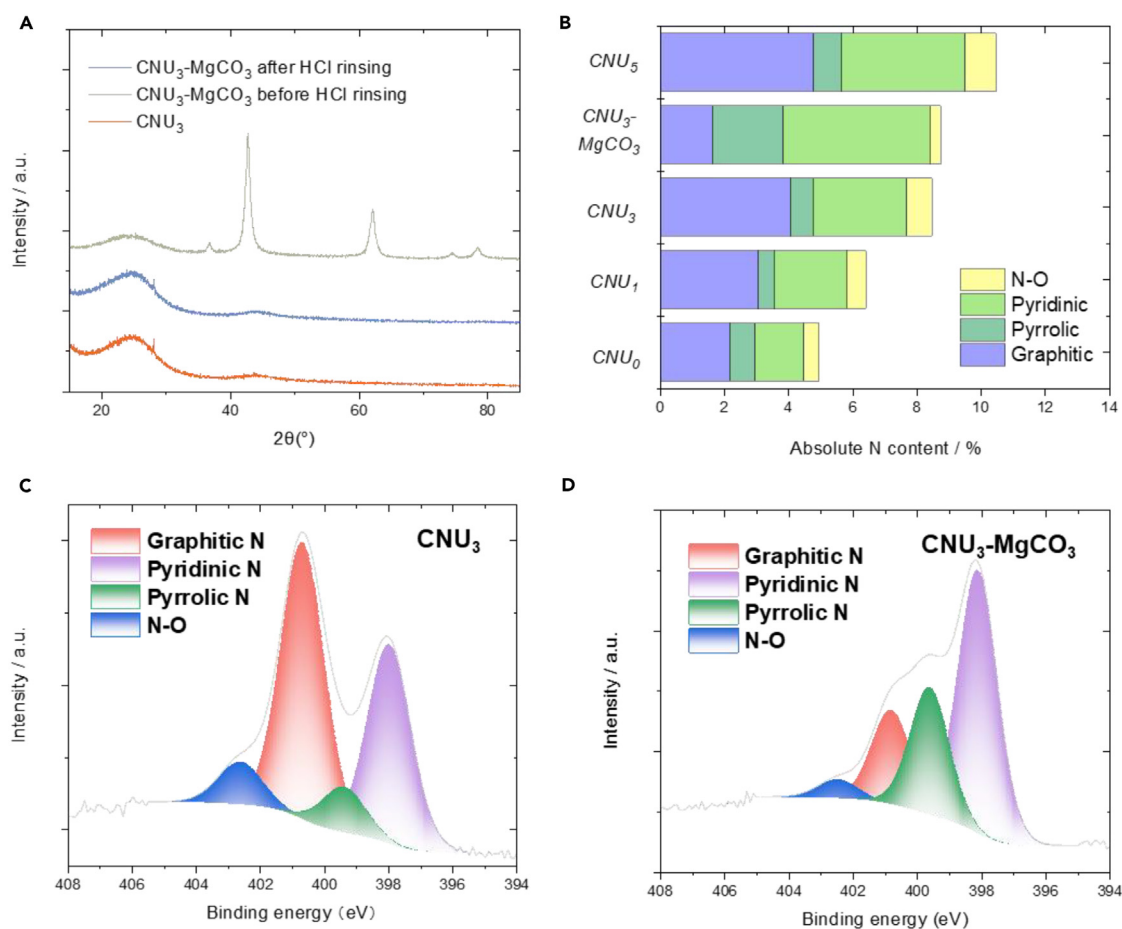 A
CNU₃-MgCO₃ after HCl rinsing
CNU₃-MgCO₃ before HCl rinsing
CNU₃
Intensity / a.u.
20
40
60
80
2θ(°)
B
CNU₅
CNU₃-
MgCO₃
CNU₃
CNU₁
CNU₀
N-O
Pyridinic
Pyrrolic
Graphitic
0
2
4
6
8
10
12
14
Absolute N content / %
C
Graphitic N
Pyridinic N
Pyrrolic N
N-O
CNU₃
Intensity / a.u.
408
406
404
402
400
398
396
394
Binding energy (eV)
D
Graphitic N
Pyridinic N
Pyrrolic N
N-O
CNU₃-MgCO₃
Intensity / a.u.
408
406
404
402
400
398
396
394
Binding energy (eV)